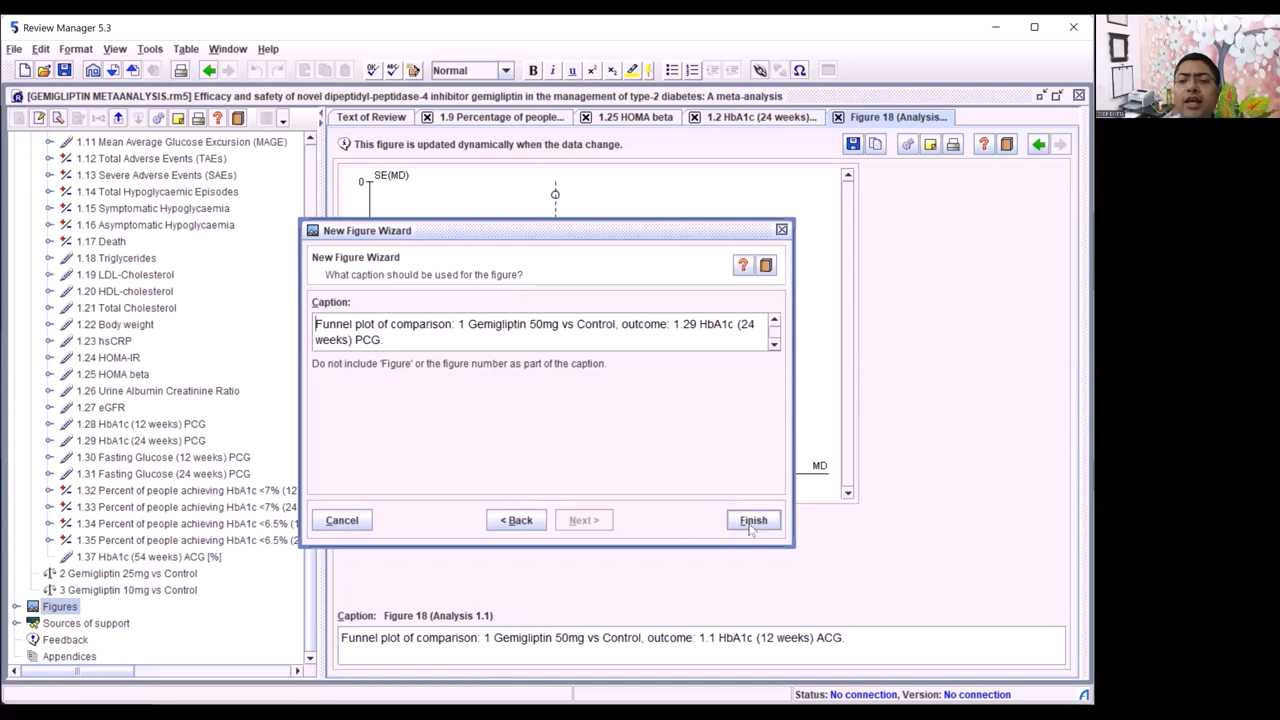 Review Manager 5.3
File Edit Format View Tools Table Window Help
Normal
B i u x² x₂ Ω
[GEMIGLIPTIN METAANALYSIS.rm5] Efficacy and safety of novel dipeptidyl-peptidase-4 inhibitor gemigliptin in the management of type-2 diabetes: A meta-analysis
Text of Review 1.9 Percentage of people... 1.25 HOMA beta 1.2 HbA1c (24 weeks)... Figure 18 (Analysis...
This figure is updated dynamically when the data change.
1.11 Mean Average Glucose Excursion (MAGE)
1.12 Total Adverse Events (TAEs)
1.13 Severe Adverse Events (SAEs)
1.14 Total Hypoglycaemic Episodes
1.15 Symptomatic Hypoglycaemia
1.16 Asymptomatic Hypoglycaemia
1.17 Death
1.18 Triglycerides
1.19 LDL-Cholesterol
1.20 HDL-cholesterol
1.21 Total Cholesterol
1.22 Body weight
1.23 hsCRP
1.24 HOMA-IR
1.25 HOMA beta
1.26 Urine Albumin Creatinine Ratio
1.27 eGFR
1.28 HbA1c (12 weeks) PCG
1.29 HbA1c (24 weeks) PCG
1.30 Fasting Glucose (12 weeks) PCG
1.31 Fasting Glucose (24 weeks) PCG
1.32 Percent of people achieving HbA1c <7% (12
1.33 Percent of people achieving HbA1c <7% (24
1.34 Percent of people achieving HbA1c <6.5% (1
1.35 Percent of people achieving HbA1c <6.5% (2
1.37 HbA1c (54 weeks) ACG [%]
2 Gemigliptin 25mg vs Control
3 Gemigliptin 10mg vs Control
Figures
Sources of support
Feedback
Appendices
0 SE(MD)
MD
New Figure Wizard
New Figure Wizard
What caption should be used for the figure?
Caption:
Funnel plot of comparison: 1 Gemigliptin 50mg vs Control, outcome: 1.29 HbA1c (24
weeks) PCG.
Do not include 'Figure' or the figure number as part of the caption.
Cancel < Back Next > Finish
Caption: Figure 18 (Analysis 1.1)
Funnel plot of comparison: 1 Gemigliptin 50mg vs Control, outcome: 1.1 HbA1c (12 weeks) ACG.
Status: No connection, Version: No connection